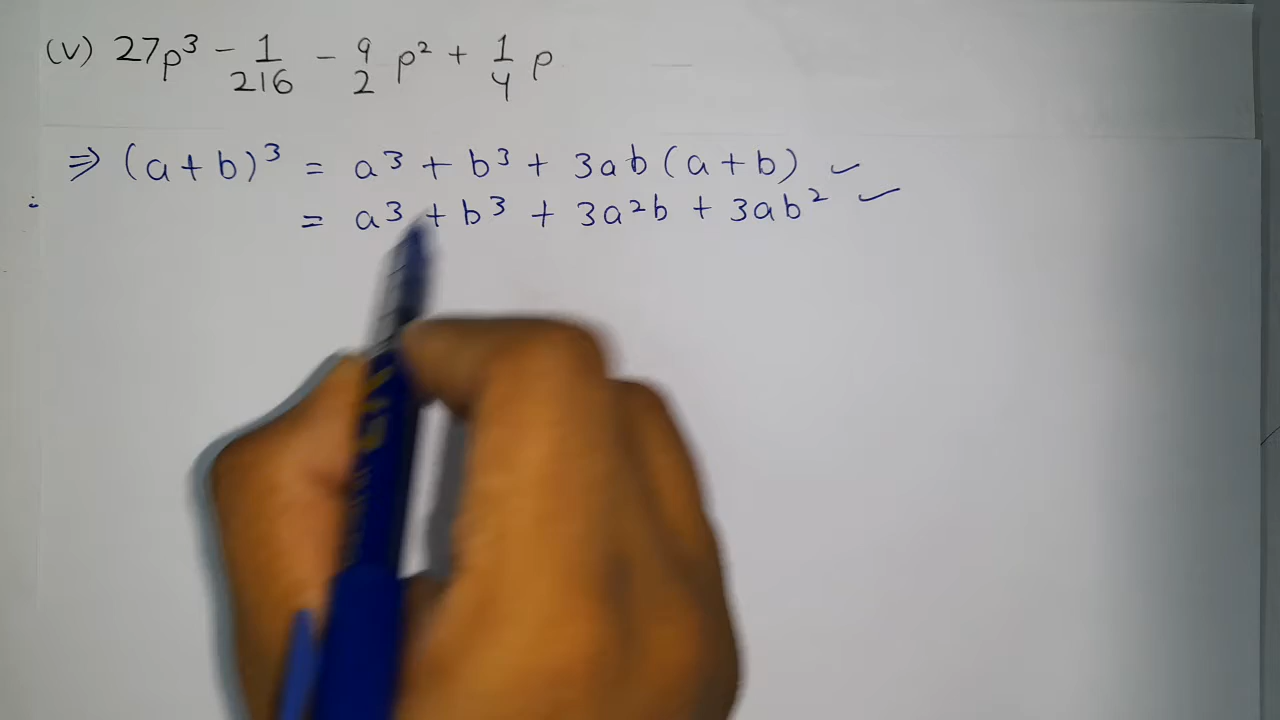 (v) 27p³ - 1/216 - 9/2 p² + 1/4 p
⇒ (a+b)³ = a³ + b³ + 3ab(a+b) ✓
= a³ + b³ + 3a²b + 3ab² ✓